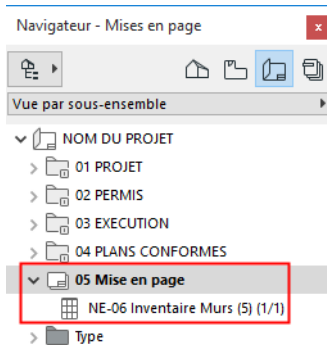 Navigateur - Mises en page
x
Vue par sous-ensemble
NOM DU PROJET
01 PROJET
02 PERMIS
03 EXECUTION
04 PLANS CONFORMES
05 Mise en page
NE-06 Inventaire Murs (5) (1/1)
Type